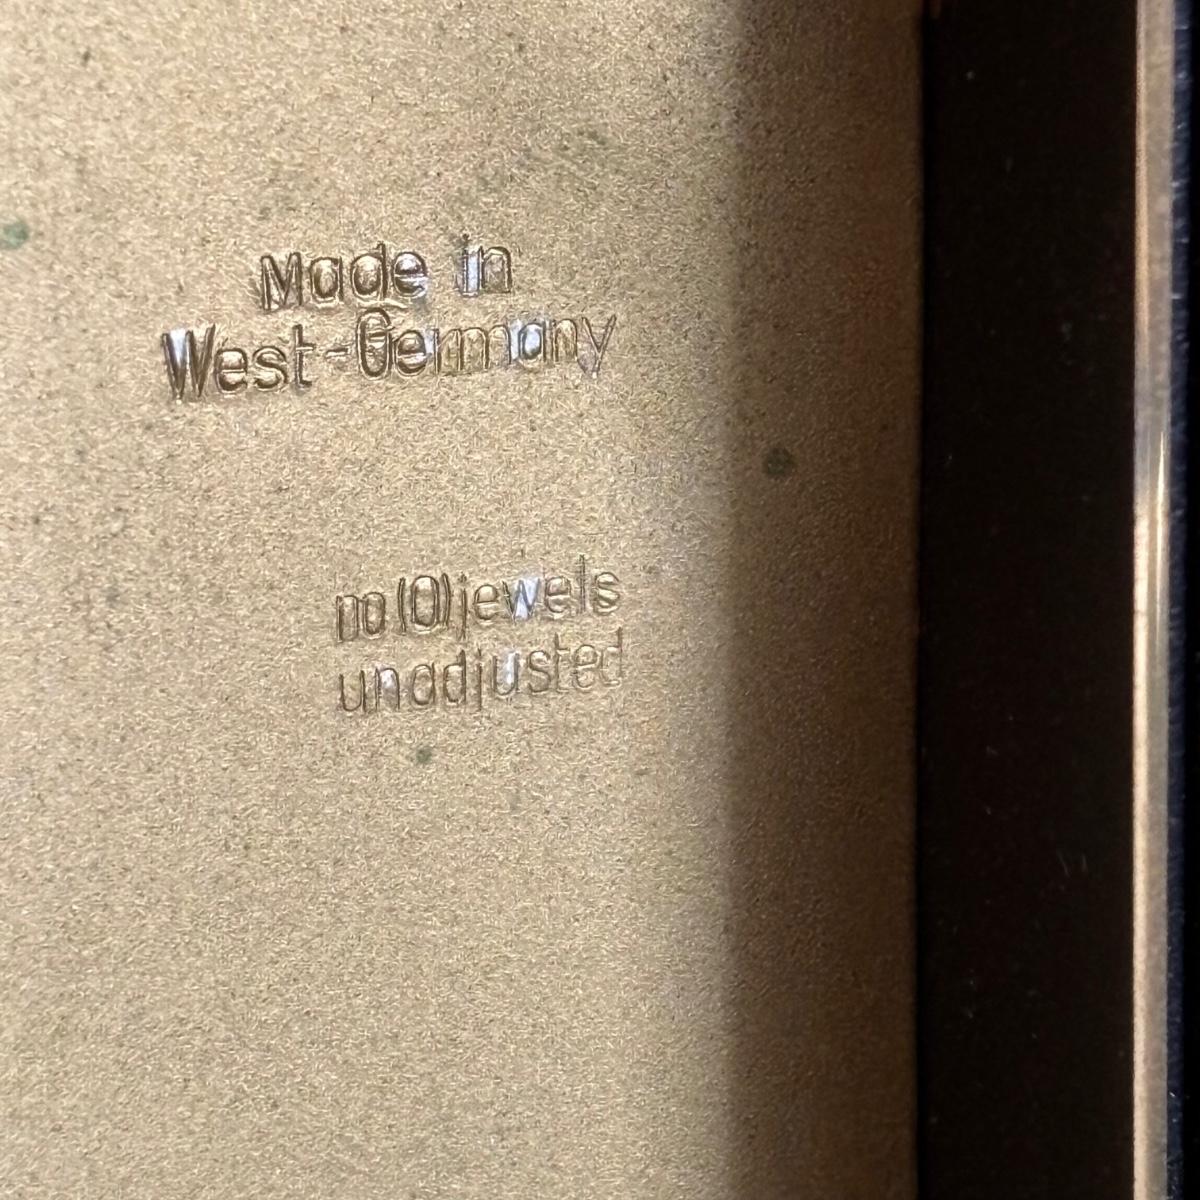 Made in
West-Germany
no (0) jewels
unadjusted